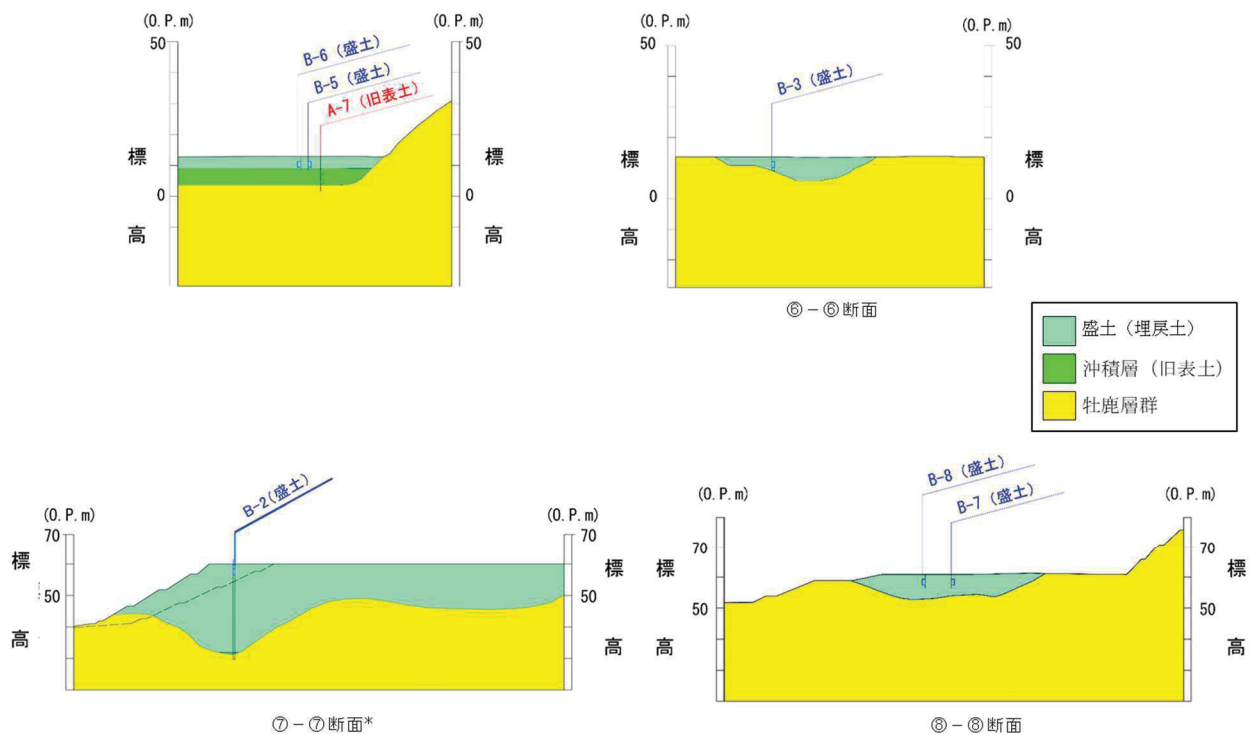 (O.P.m)
(O.P.m)
50
50
標
標
0
0
高
高
B-6 (盛土)
B-5 (盛土)
A-7 (旧表土)
(O.P.m)
(O.P.m)
50
50
標
標
0
0
高
高
B-3 (盛土)
⑥－⑥断面
盛土（埋戻土）
沖積層（旧表土）
牡鹿層群
(O.P.m)
(O.P.m)
70
70
標
標
50
50
高
高
B-2(盛土)
⑦－⑦断面*
(O.P.m)
(O.P.m)
70
70
標
標
50
50
高
高
B-8 (盛土)
B-7 (盛土)
⑧－⑧断面